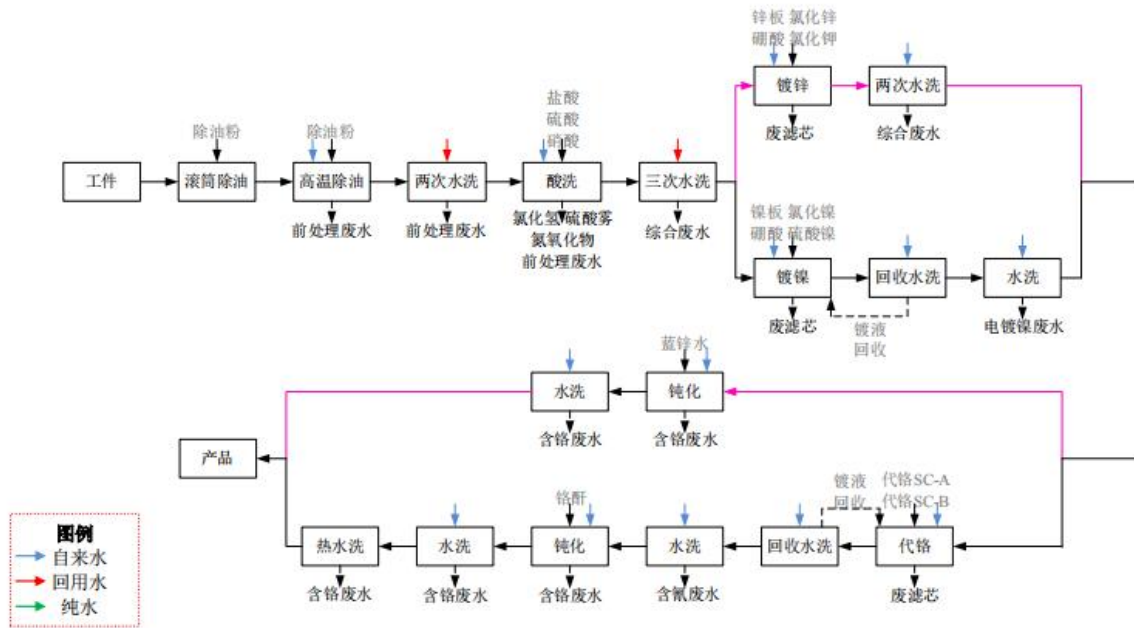 锌板 氯化锌
硼酸 氯化钾
镀锌
两次水洗
废滤芯
综合废水
盐酸
硫酸
硝酸
除油粉
除油粉
工件
滚筒除油
高温除油
两次水洗
酸洗
三次水洗
前处理废水
前处理废水
氯化氢 硫酸雾
氮氧化物
前处理废水
综合废水
镍板 氯化镍
硼酸 硫酸镍
镀镍
回收水洗
水洗
废滤芯
镀液
回收
电镀镍废水
蓝锌水
水洗
钝化
含铬废水
含铬废水
产品
铬酐
镀液
回收
代铬SC-A
代铬SC-B
热水洗
水洗
钝化
水洗
回收水洗
代铬
含铬废水
含铬废水
含铬废水
含氰废水
废滤芯
图例
自来水
回用水
纯水